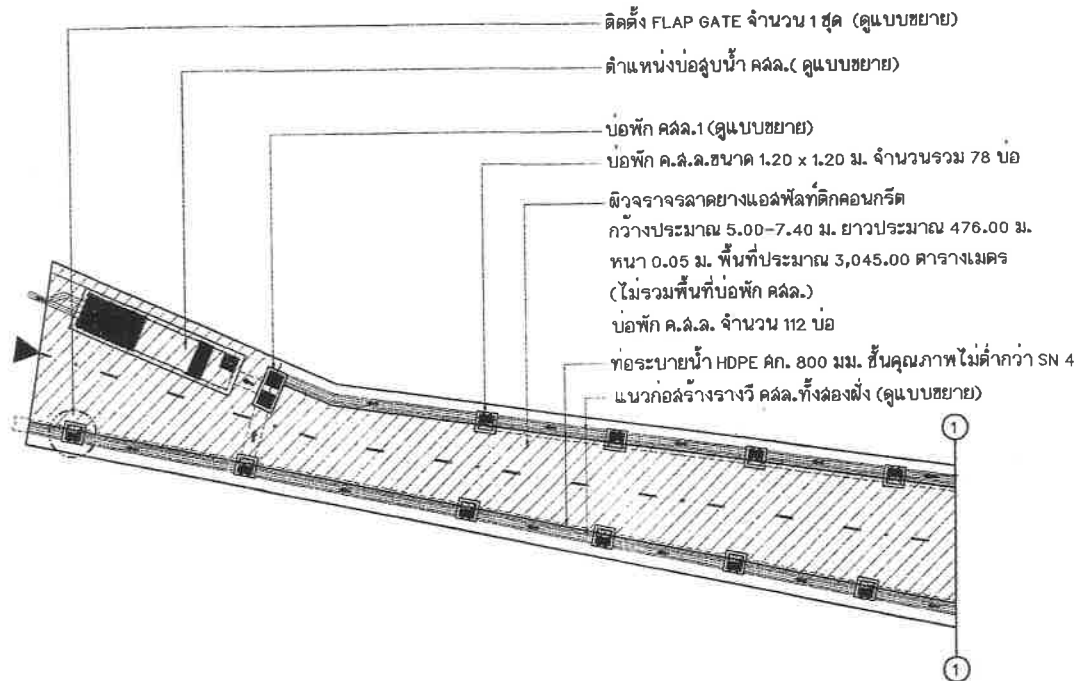 ติดตั้ง FLAP GATE จำนวน 1 ชุด (ดูแบบขยาย)
ตำแหน่งบ่อสูบน้ำ คสล.( ดูแบบขยาย)
บ่อพัก คสล.1 (ดูแบบขยาย)
บ่อพัก ค.ส.ล.ขนาด 1.20 x 1.20 ม. จำนวนรวม 78 บ่อ
ผิวจราจรลาดยางแอสฟัลท์ติกคอนกรีต
กว้างประมาณ 5.00-7.40 ม. ยาวประมาณ 476.00 ม.
หนา 0.05 ม. พื้นที่ประมาณ 3,045.00 ตารางเมตร
(ไม่รวมพื้นที่บ่อพัก คสล.)
บ่อพัก ค.ส.ล. จำนวน 112 บ่อ
ท่อระบายน้ำ HDPE ศก. 800 มม. ชั้นคุณภาพไม่ต่ำกว่า SN 4
แนวก่อสร้างรางวี คสล.ทั้งสองฝั่ง (ดูแบบขยาย)
1
1